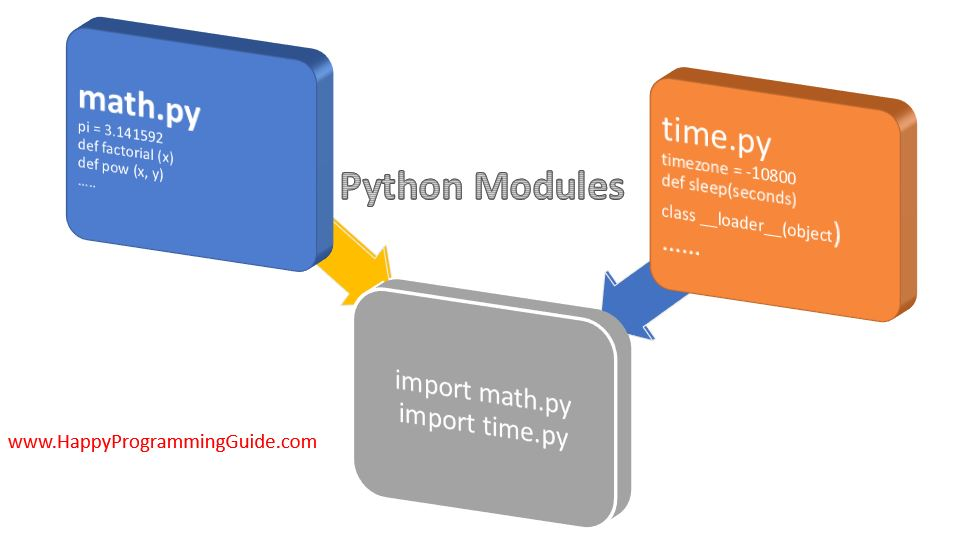 math.py
pi = 3.141592
def factorial (x)
def pow (x, y)
.....
Python Modules
time.py
timezone = -10800
def sleep(seconds)
class __loader__(object)
......
import math.py
import time.py
www.HappyProgrammingGuide.com